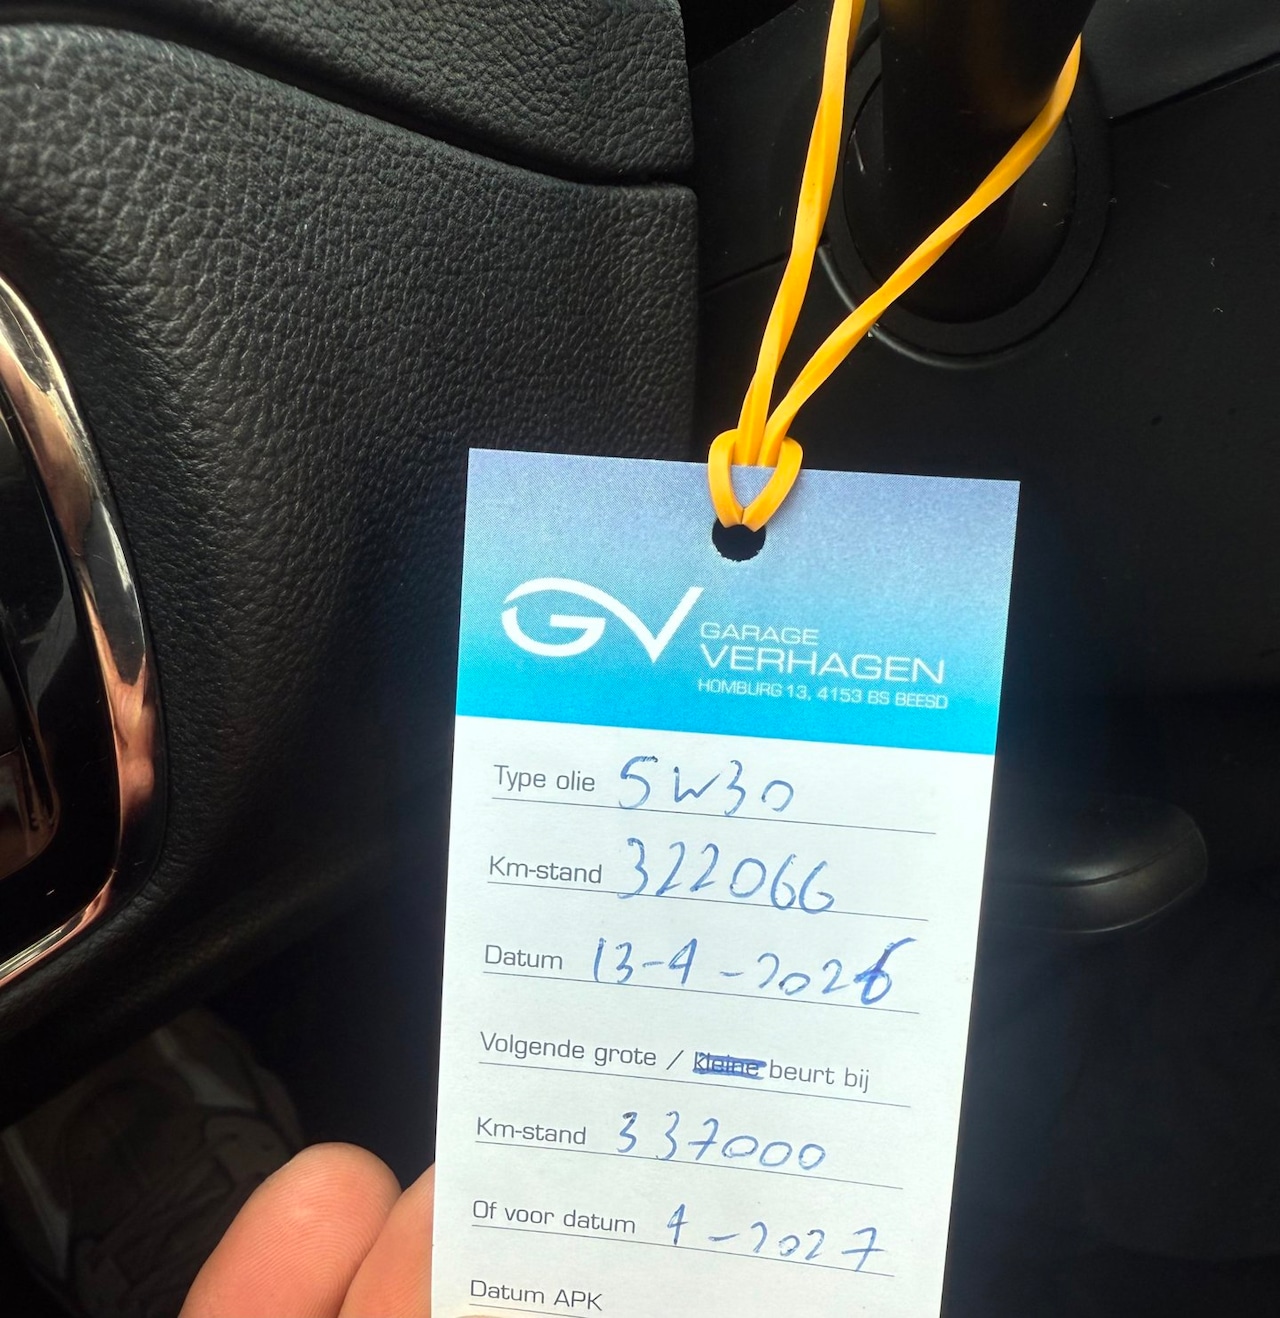 GV
GARAGE
VERHAGEN
HOMBURG 13, 4153 BS BEESD
Type olie 5W30
Km-stand 322066
Datum 13-4-2026
Volgende grote / kleine beurt bij
Km-stand 337000
Of voor datum 4-2027
Datum APK